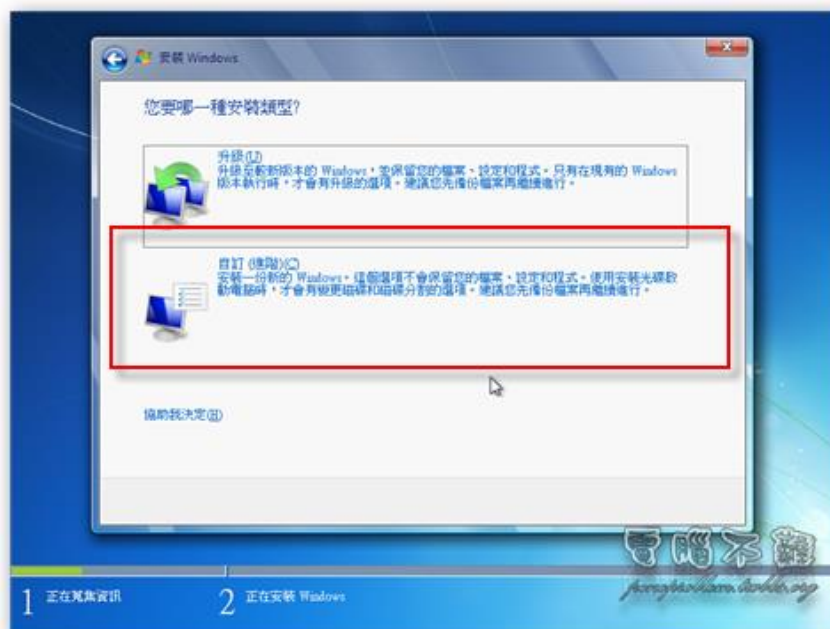 安裝 Windows
您要哪一種安裝類型?
升級(U)
升級至較新版本的 Windows，並保留您的檔案、設定和程式。只有在現有的 Windows
版本執行時，才會有升級的選項。建議您先備份檔案再繼續進行。
自訂 (進階)(C)
安裝一份新的 Windows。這個選項不會保留您的檔案、設定和程式。使用安裝光碟啟
動電腦時，才會有變更磁碟和磁碟分割的選項。建議您先備份檔案再繼續進行。
協助我決定(H)
電腦不難
1 正在蒐集資訊
2 正在安裝 Windows